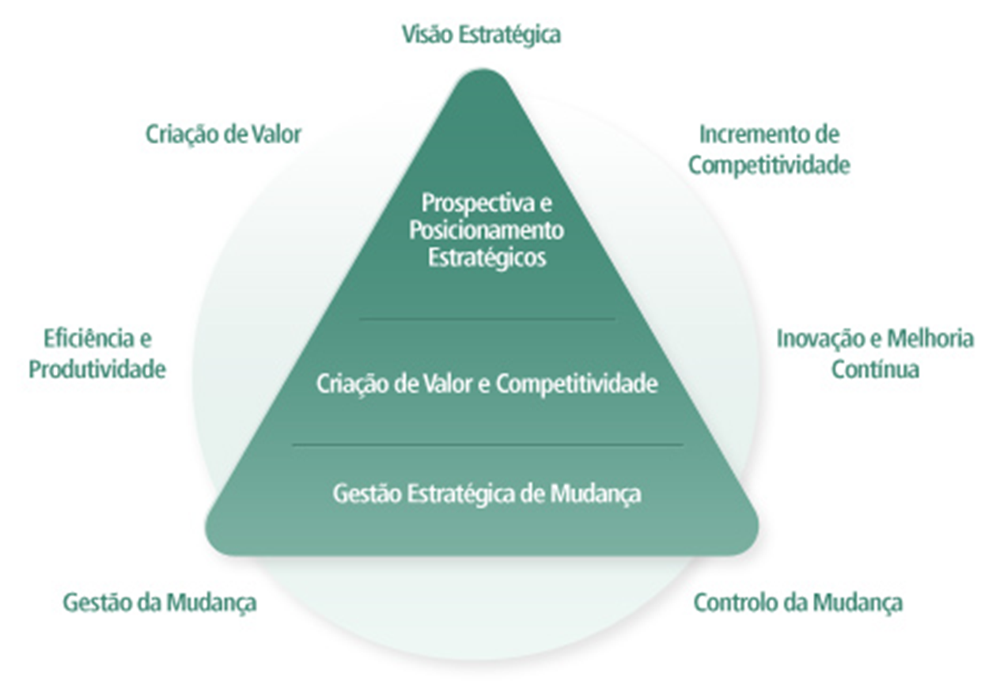 Visão Estratégica
Criação de Valor
Incremento de
Competitividade
Prospectiva e
Posicionamento
Estratégicos
Eficiência e
Produtividade
Inovação e Melhoria
Contínua
Criação de Valor e Competitividade
Gestão Estratégica de Mudança
Gestão da Mudança
Controlo da Mudança